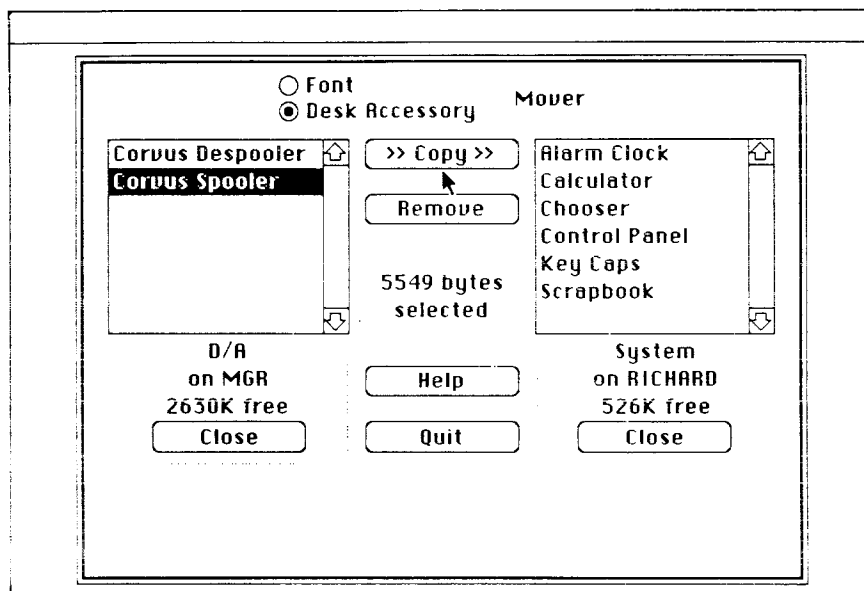 Font
Desk Accessory
Mover
Corvus Despooler
Corvus Spooler
>> Copy >>
Remove
5549 bytes
selected
Alarm Clock
Calculator
Chooser
Control Panel
Key Caps
Scrapbook
D/A
on MGR
2630K free
Close
Help
Quit
System
on RICHARD
526K free
Close